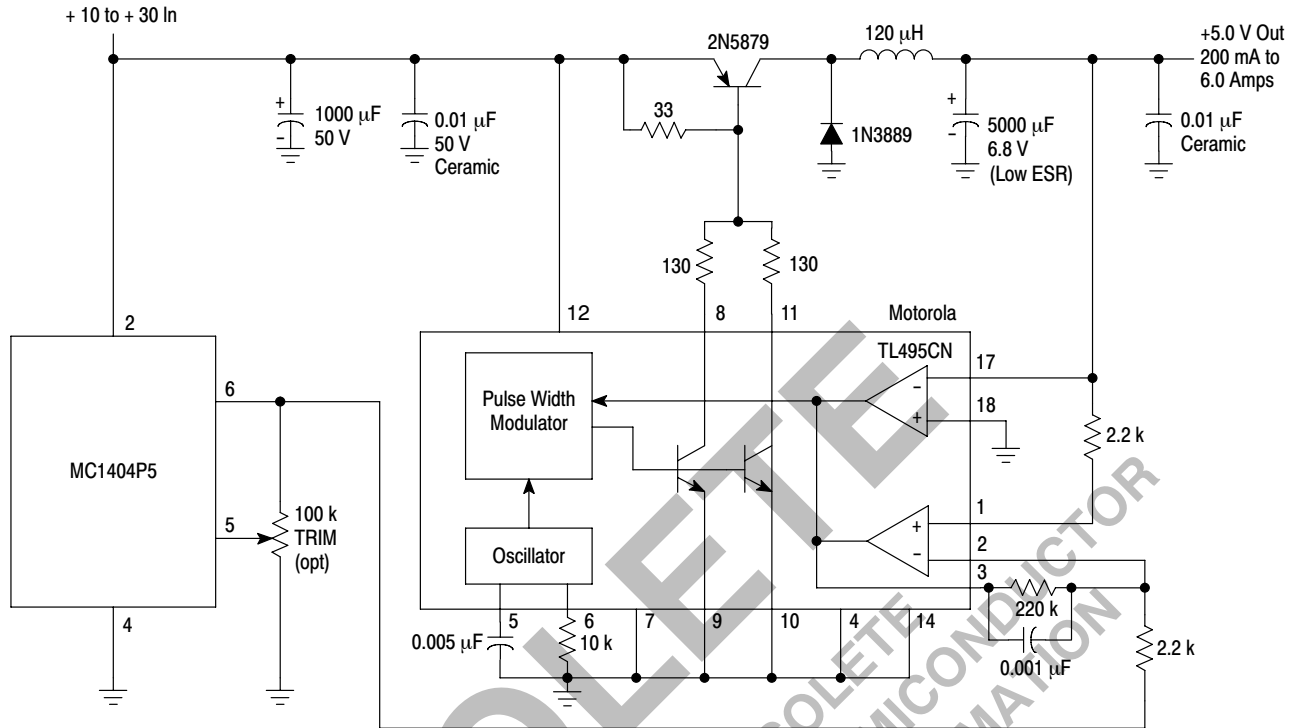 + 10 to + 30 In
2N5879
120 μH
+5.0 V Out
200 mA to
6.0 Amps
+
–
1000 μF
50 V
0.01 μF
50 V
Ceramic
33
1N3889
+
–
5000 μF
6.8 V
(Low ESR)
0.01 μF
Ceramic
130
130
2
12
8
11
Motorola
TL495CN
17
18
–
+
2.2 k
6
MC1404P5
5
4
100 k
TRIM
(opt)
Pulse Width
Modulator
Oscillator
1
+
2
–
3
220 k
0.001 μF
2.2 k
5
6
7
9
10
4
14
0.005 μF
10 k
OLETE
SOLETE
MICONDUCTOR
MATION